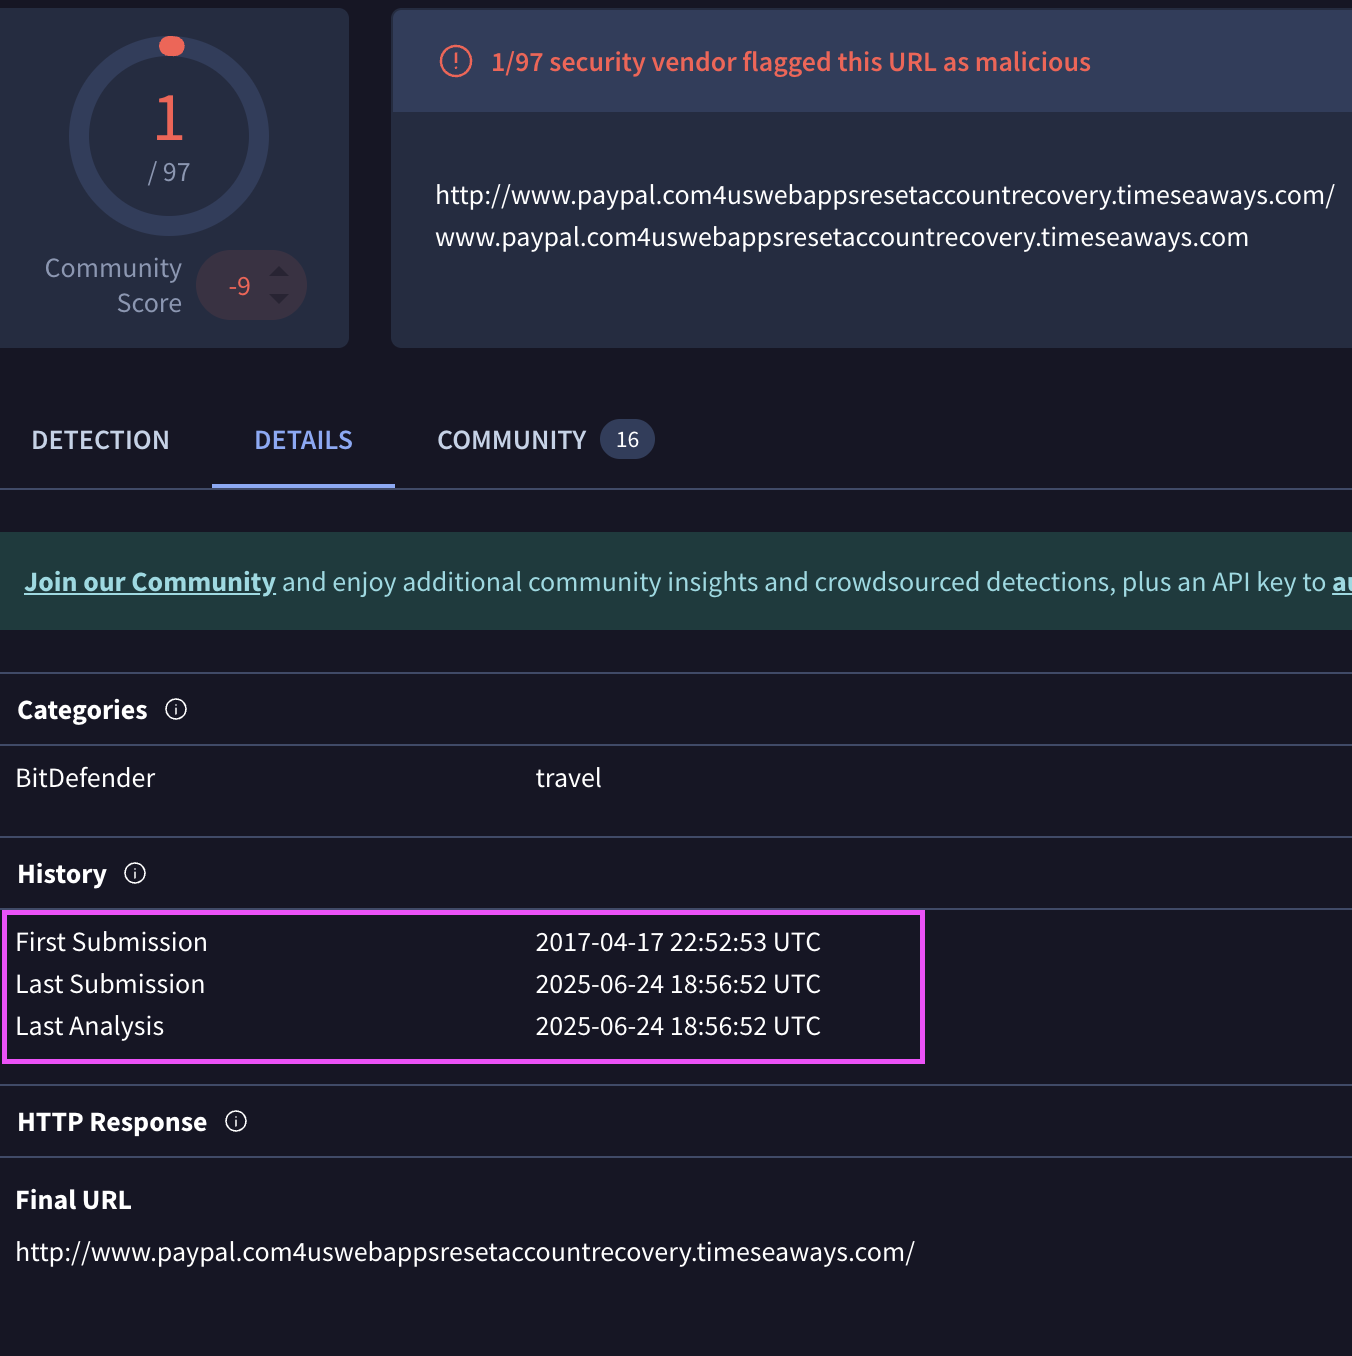 1
/ 97
Community
Score
-9
1/97 security vendor flagged this URL as malicious
http://www.paypal.com4uswebappsresetaccountrecovery.timeseaways.com/
www.paypal.com4uswebappsresetaccountrecovery.timeseaways.com
DETECTION DETAILS COMMUNITY 16
Join our Community and enjoy additional community insights and crowdsourced detections, plus an API key to
Categories
BitDefender travel
History
First Submission 2017-04-17 22:52:53 UTC
Last Submission 2025-06-24 18:56:52 UTC
Last Analysis 2025-06-24 18:56:52 UTC
HTTP Response
Final URL
http://www.paypal.com4uswebappsresetaccountrecovery.timeseaways.com/